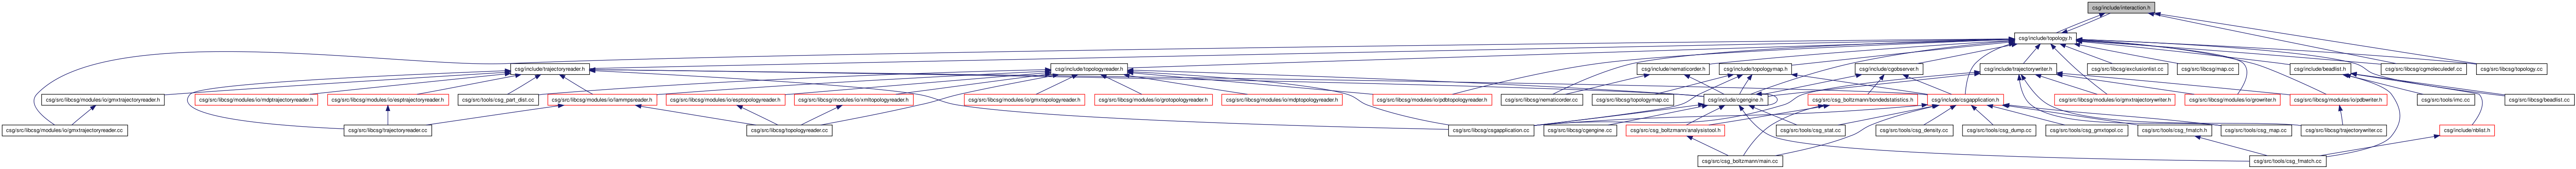 csg/include/interaction.h
csg/include/topology.h
csg/include/trajectoryreader.h
csg/include/topologyreader.h
csg/include/nematicorder.h
csg/include/topologymap.h
csg/include/cgobserver.h
csg/include/trajectorywriter.h
csg/src/libcsg/exclusionlist.cc
csg/src/libcsg/map.cc
csg/include/beadlist.h
csg/src/libcsg/cgmoleculedef.cc
csg/src/libcsg/topology.cc
csg/src/libcsg/modules/io/gmxtrajectoryreader.h
csg/src/libcsg/modules/io/mdptrajectoryreader.h
csg/src/libcsg/modules/io/esptrajectoryreader.h
csg/src/tools/csg_part_dist.cc
csg/src/libcsg/modules/io/lammpsreader.h
csg/src/libcsg/modules/io/esptopologyreader.h
csg/src/libcsg/modules/io/xmltopologyreader.h
csg/src/libcsg/modules/io/gmxtopologyreader.h
csg/src/libcsg/modules/io/grotopologyreader.h
csg/src/libcsg/modules/io/mdptopologyreader.h
csg/src/libcsg/modules/io/pdbtopologyreader.h
csg/src/libcsg/nematicorder.cc
csg/src/libcsg/topologymap.cc
csg/include/cgengine.h
csg/src/csg_boltzmann/bondedstatistics.h
csg/include/csgapplication.h
csg/src/libcsg/modules/io/gmxtrajectorywriter.h
csg/src/libcsg/modules/io/growriter.h
csg/src/libcsg/modules/io/pdbwriter.h
csg/src/tools/imc.cc
csg/src/libcsg/beadlist.cc
csg/src/libcsg/modules/io/gmxtrajectoryreader.cc
csg/src/libcsg/trajectoryreader.cc
csg/src/libcsg/topologyreader.cc
csg/src/libcsg/csgapplication.cc
csg/src/libcsg/cgengine.cc
csg/src/csg_boltzmann/analysistool.h
csg/src/tools/csg_stat.cc
csg/src/tools/csg_density.cc
csg/src/tools/csg_dump.cc
csg/src/tools/csg_gmxtopol.cc
csg/src/tools/csg_fmatch.h
csg/src/tools/csg_map.cc
csg/src/libcsg/trajectorywriter.cc
csg/include/nblist.h
csg/src/csg_boltzmann/main.cc
csg/src/tools/csg_fmatch.cc